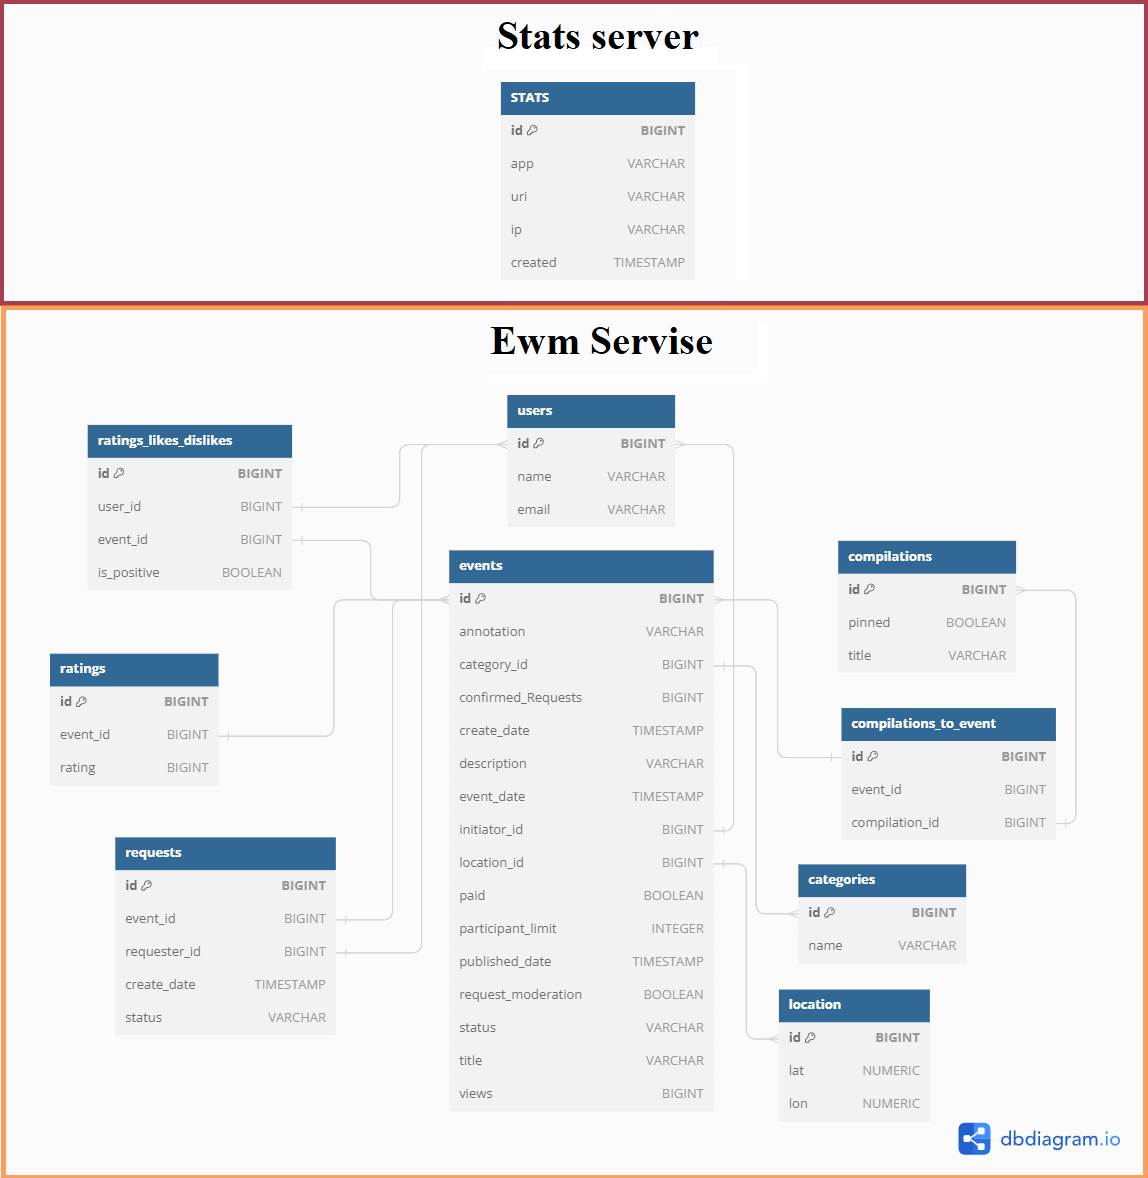 Stats server
STATS
id BIGINT
app VARCHAR
uri VARCHAR
ip VARCHAR
created TIMESTAMP
Ewm Servise
users
id BIGINT
name VARCHAR
email VARCHAR
ratings_likes_dislikes
id BIGINT
user_id BIGINT
event_id BIGINT
is_positive BOOLEAN
events
id BIGINT
annotation VARCHAR
category_id BIGINT
confirmed_Requests BIGINT
create_date TIMESTAMP
description VARCHAR
event_date TIMESTAMP
initiator_id BIGINT
location_id BIGINT
paid BOOLEAN
participant_limit INTEGER
published_date TIMESTAMP
request_moderation BOOLEAN
status VARCHAR
title VARCHAR
views BIGINT
compilations
id BIGINT
pinned BOOLEAN
title VARCHAR
ratings
id BIGINT
event_id BIGINT
rating BIGINT
compilations_to_event
id BIGINT
event_id BIGINT
compilation_id BIGINT
requests
id BIGINT
event_id BIGINT
requester_id BIGINT
create_date TIMESTAMP
status VARCHAR
categories
id BIGINT
name VARCHAR
location
id BIGINT
lat NUMERIC
lon NUMERIC
dbdiagram.io